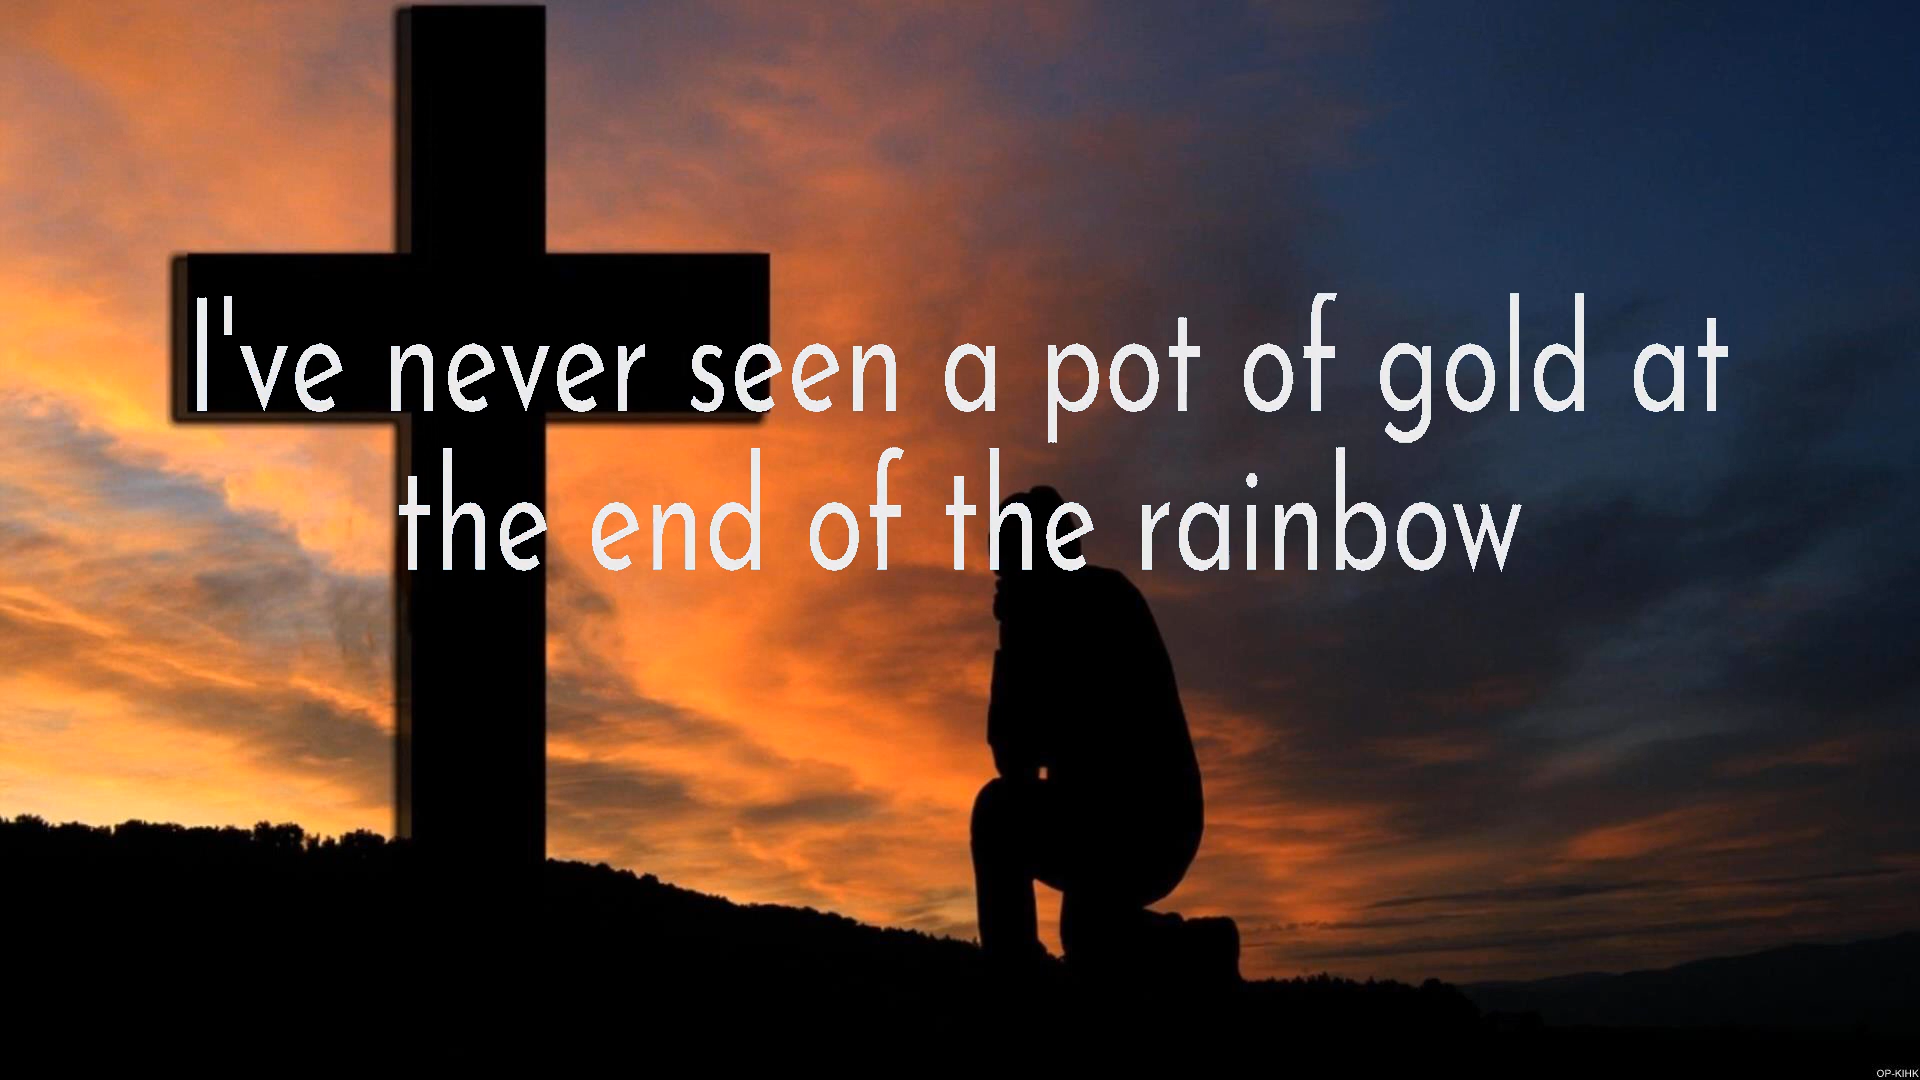 I've never seen a pot of gold at
the end of the rainbow
OP-KIHK